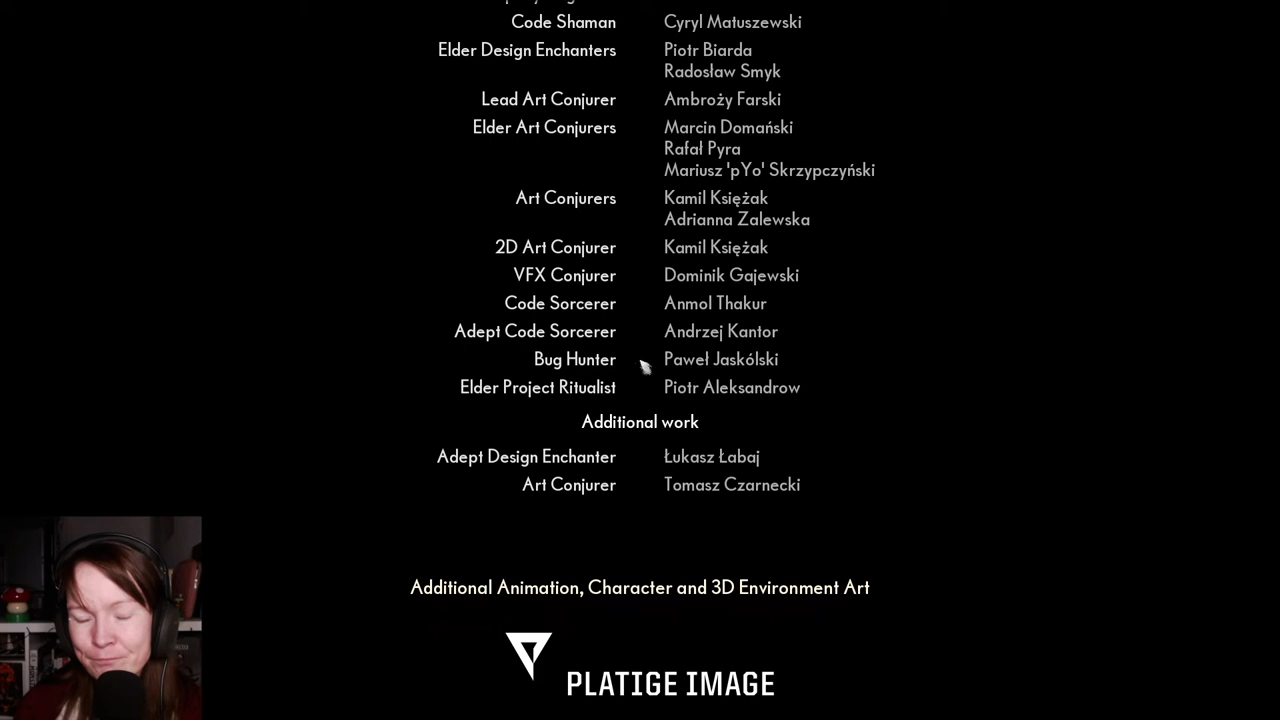 Code Shaman Cyryl Matuszewski
Elder Design Enchanters Piotr Biarda
Radosław Smyk
Lead Art Conjurer Ambroży Farski
Elder Art Conjurers Marcin Domański
Rafał Pyra
Mariusz 'pYo' Skrzypczyński
Art Conjurers Kamil Księżak
Adrianna Zalewska
2D Art Conjurer Kamil Księżak
VFX Conjurer Dominik Gajewski
Code Sorcerer Anmol Thakur
Adept Code Sorcerer Andrzej Kantor
Bug Hunter Paweł Jaskólski
Elder Project Ritualist Piotr Aleksandrow
Additional work
Adept Design Enchanter Łukasz Łabaj
Art Conjurer Tomasz Czarnecki
Additional Animation, Character and 3D Environment Art
PLATIGE IMAGE